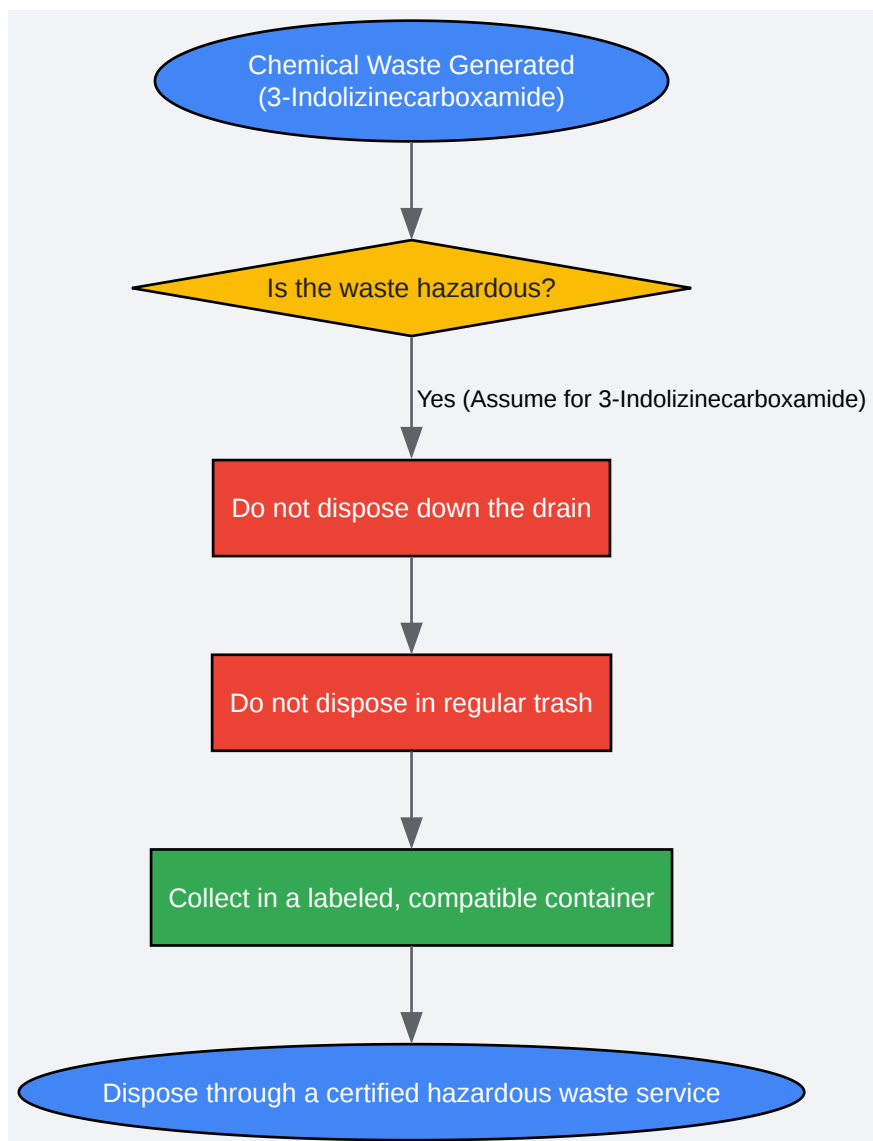 Chemical Waste Generated
(3-Indolizinecarboxamide)
Is the waste hazardous?
Yes (Assume for 3-Indolizinecarboxamide)
Do not dispose down the drain
Do not dispose in regular trash
Collect in a labeled, compatible container
Dispose through a certified hazardous waste service